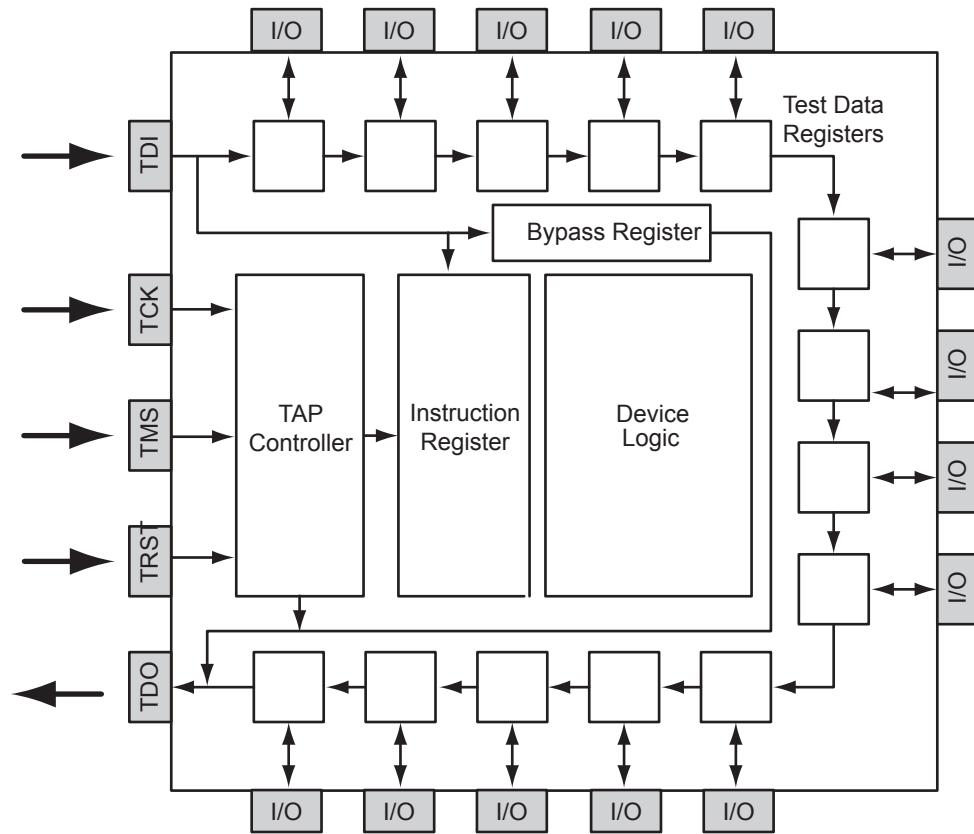 I/O
I/O
I/O
I/O
I/O
Test Data
Registers
TDI
Bypass Register
I/O
TCK
I/O
TAP
Controller
Instruction
Register
Device
Logic
TMS
I/O
TRST
I/O
TDO
I/O
I/O
I/O
I/O
I/O